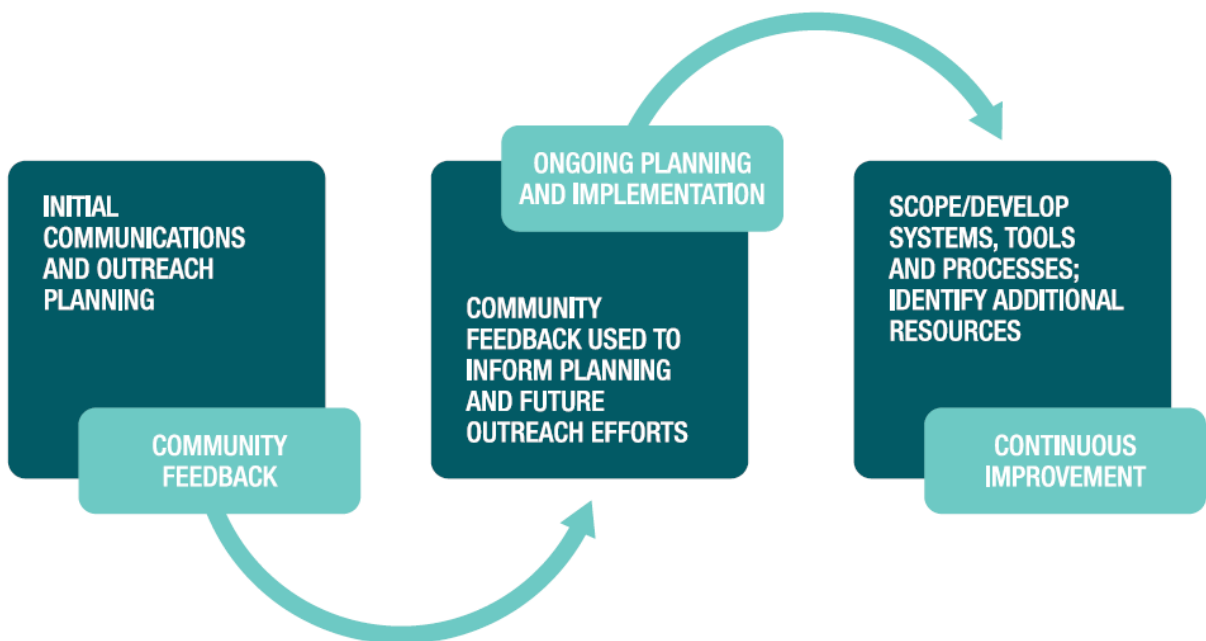 INITIAL
COMMUNICATIONS
AND OUTREACH
PLANNING
COMMUNITY
FEEDBACK
ONGOING PLANNING
AND IMPLEMENTATION
COMMUNITY
FEEDBACK USED TO
INFORM PLANNING
AND FUTURE
OUTREACH EFFORTS
SCOPE/DEVELOP
SYSTEMS, TOOLS
AND PROCESSES;
IDENTIFY ADDITIONAL
RESOURCES
CONTINUOUS
IMPROVEMENT